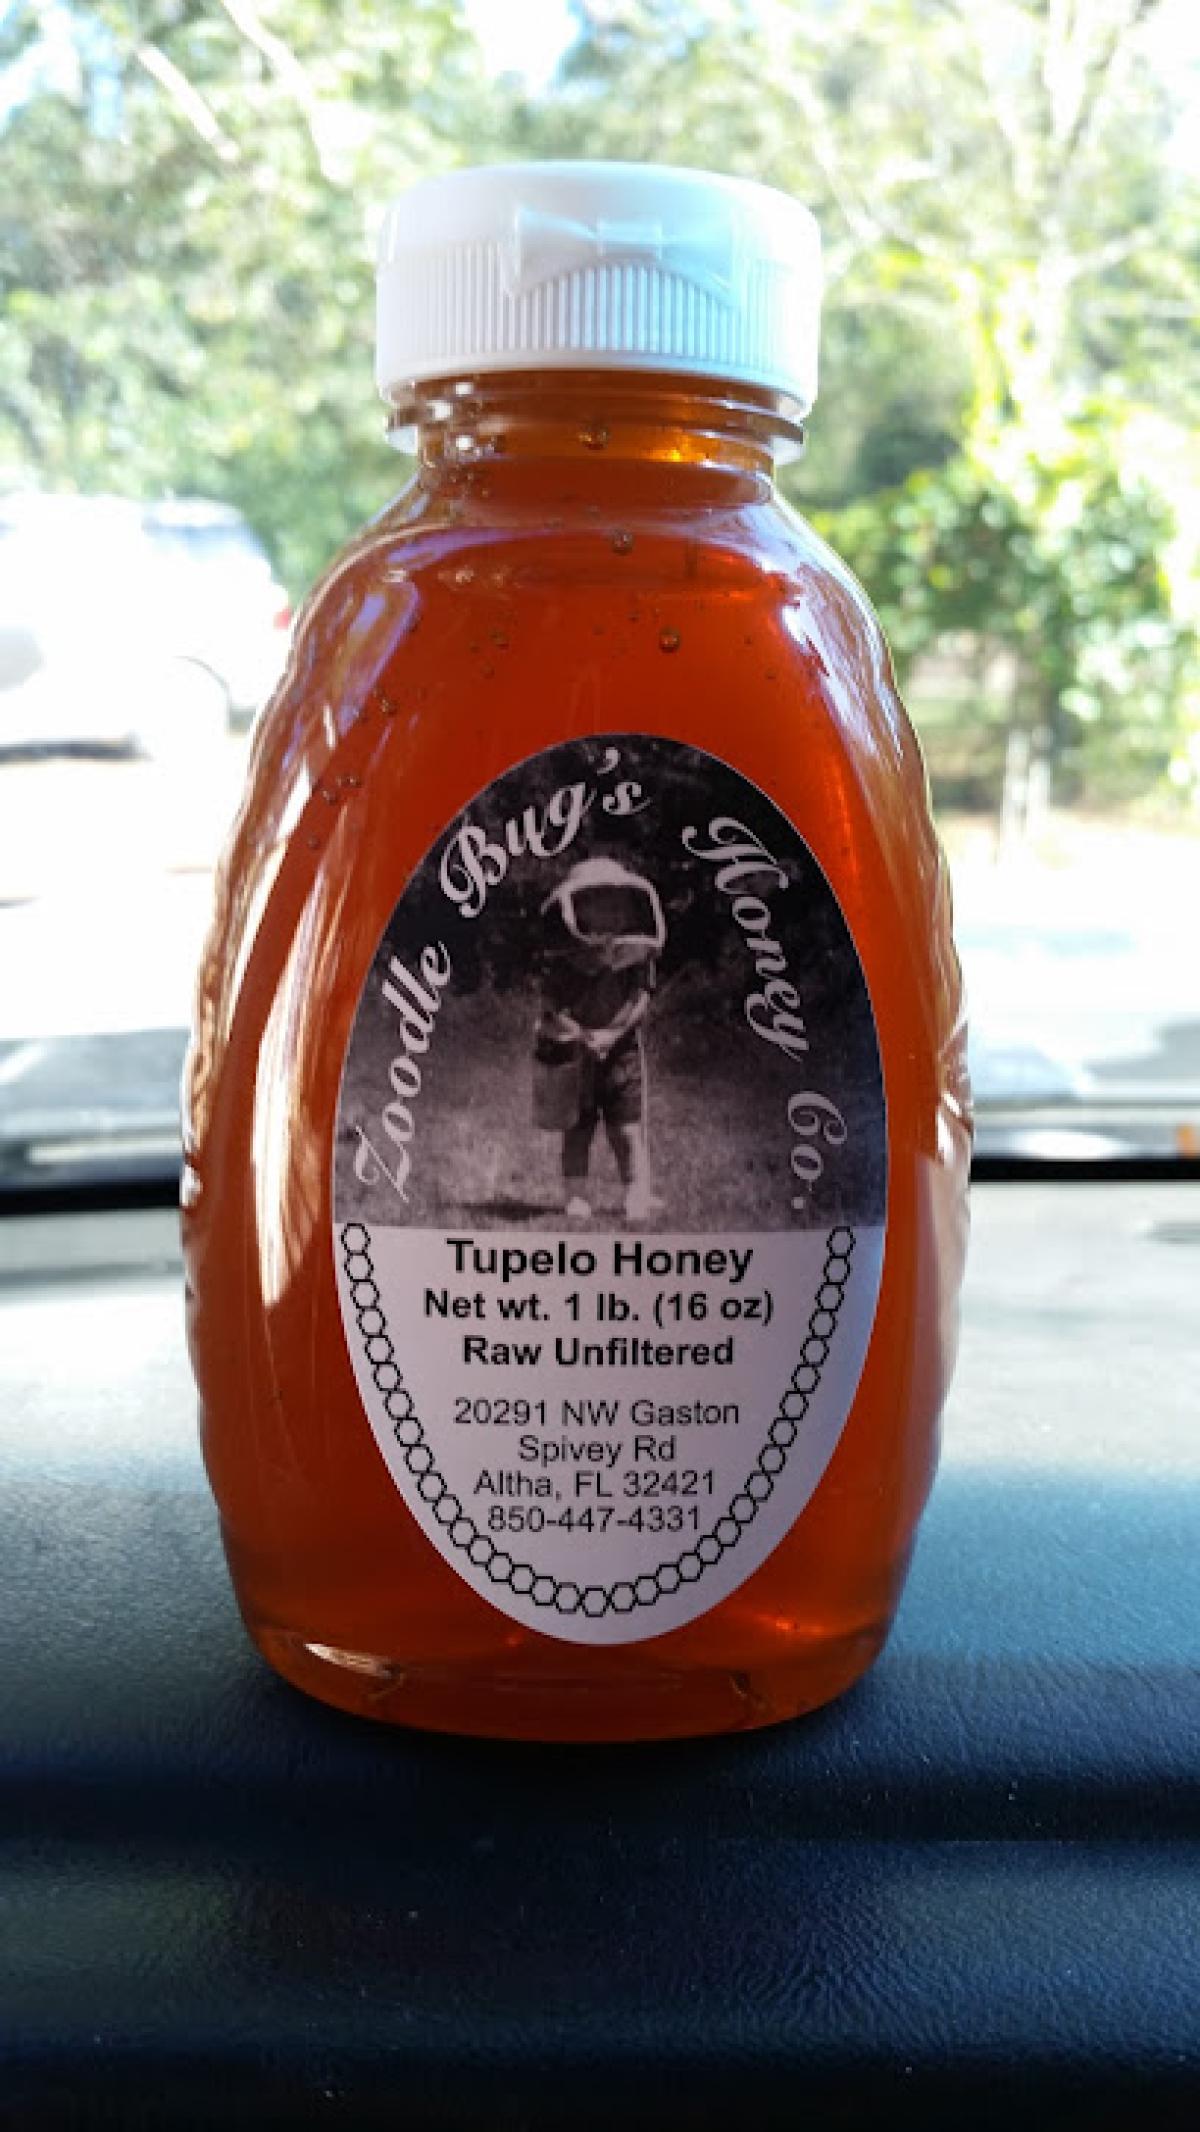 Zoodle Bug's Honey Co.
Tupelo Honey
Net wt. 1 lb. (16 oz)
Raw Unfiltered
20291 NW Gaston
Spivey Rd
Altha, FL 32421
850-447-4331